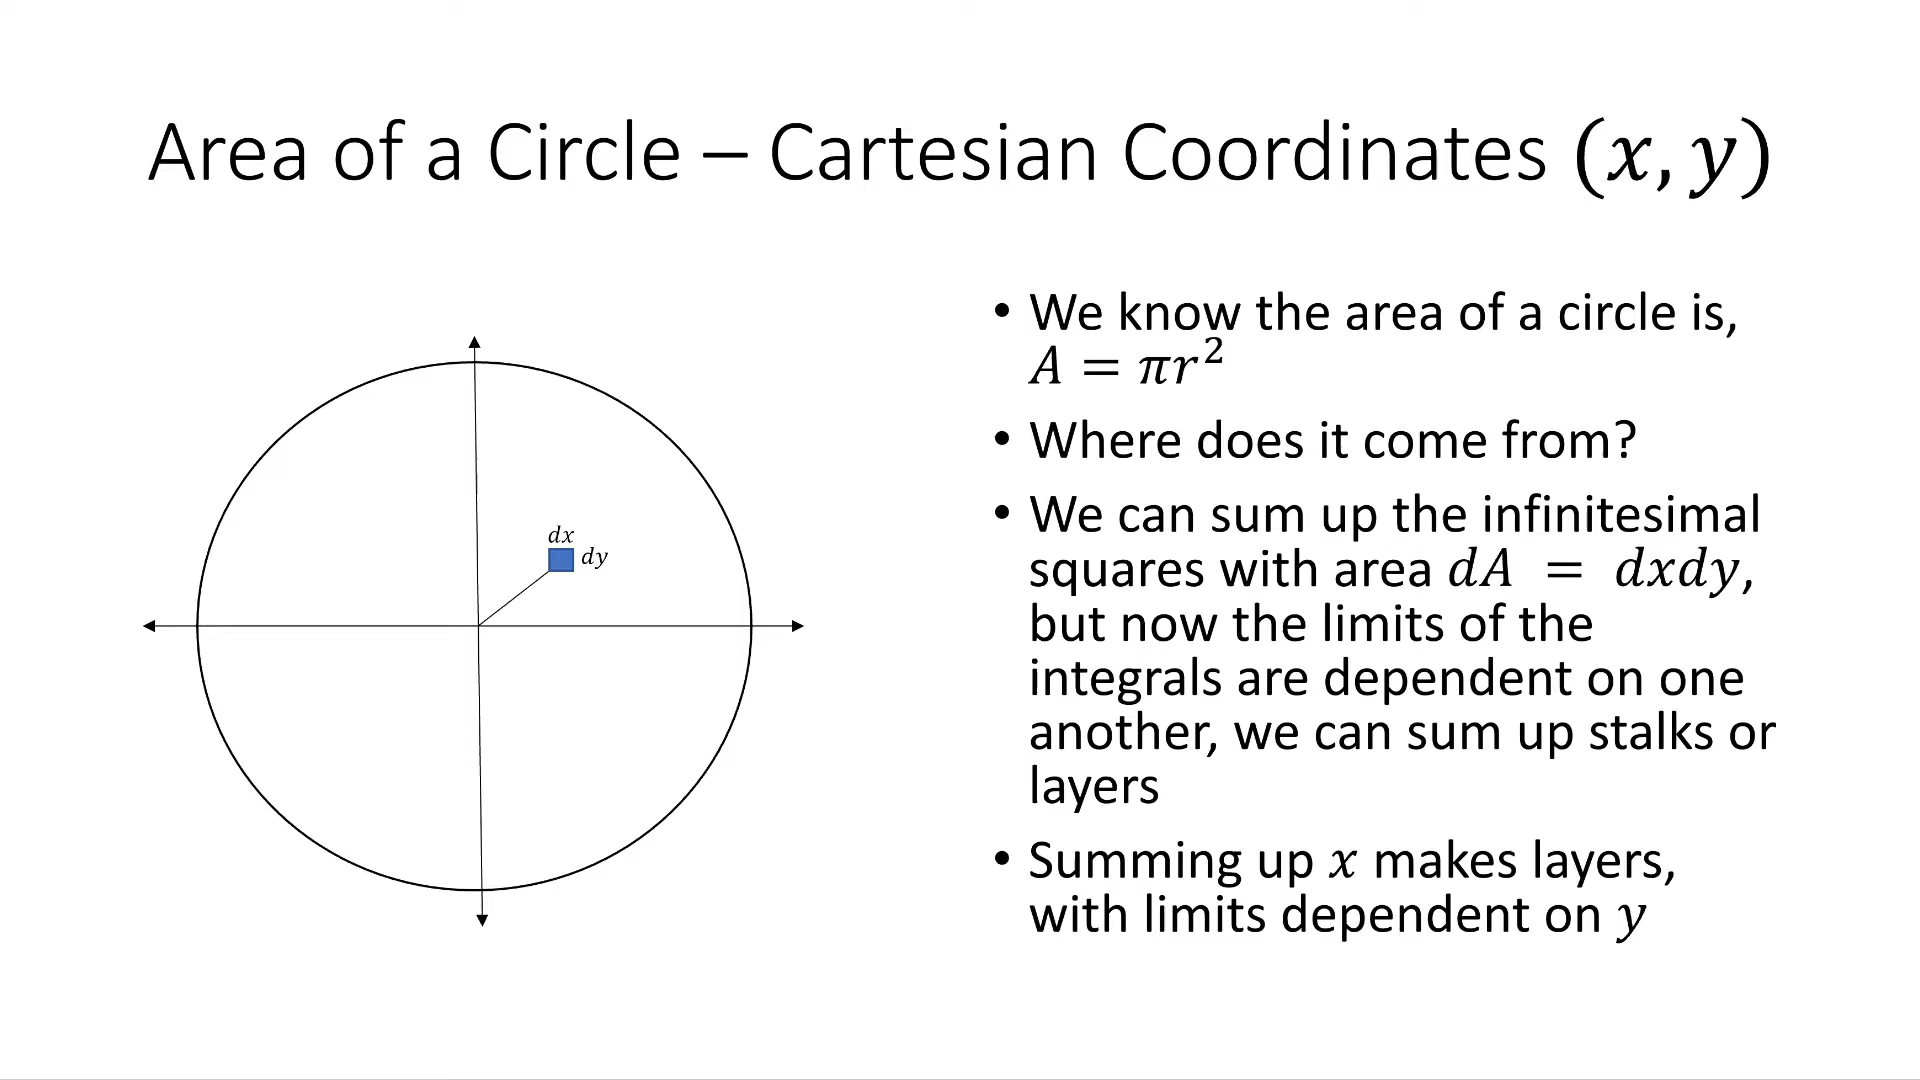 Area of a Circle – Cartesian Coordinates (x, y)
• We know the area of a circle is,
A = πr²
• Where does it come from?
• We can sum up the infinitesimal
squares with area dA = dxdy,
but now the limits of the
integrals are dependent on one
another, we can sum up stalks or
layers
• Summing up x makes layers,
with limits dependent on y
dx
dy